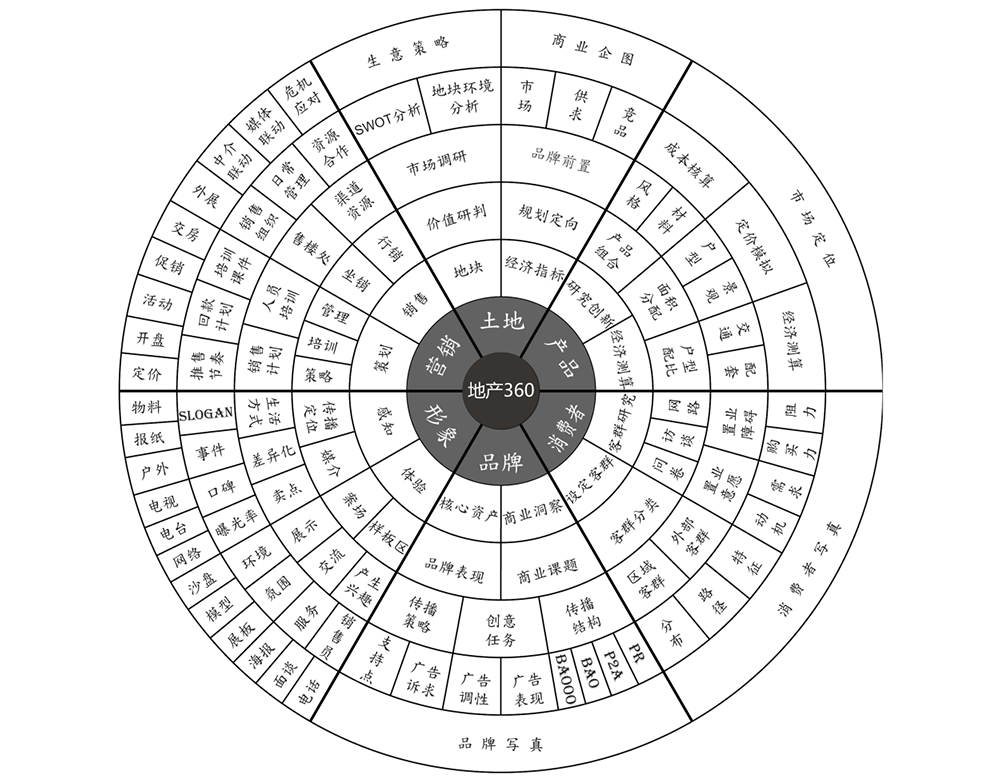 地产360
土地
产品
消费者
品牌
形象
营销
生意策略
商业企图
SWOT分析
地块环境
分析
市场
供求
竞品
市场调研
品牌前置
价值研判
规划定向
地块
经济指标
市场定位
成本核算
定价模拟
经济测算
风格
材料
户型
景观
交通
配套
产品
组合
面积
分配
户型
配比
研究创新
经济测算
消费者写真
阻力
购买力
需求
动机
特征
路径
分布
置业
障碍
置业
意愿
外部
客群
区域
客群
网路
访谈
问卷
客群分类
客群研究
设定客群
核心资产
商业洞察
品牌表现
商业课题
传播
策略
创意
任务
传播
结构
支持点
广告
诉求
广告
调性
广告
表现
BA000
BAO
P2A
PR
品牌写真
感知
体验
传播
定位
媒介
案场
样板区
生活
方式
差异化
卖点
展示
交流
产生
兴趣
SLOGAN
事件
口碑
曝光率
环境
氛围
服务
销售员
物料
报纸
户外
电视
电台
网络
沙盘
模型
展板
海报
面谈
电话
策划
销售
策略
培训
管理
坐销
行销
销售
计划
人员
培训
售楼处
渠道
资源
推售
节奏
回款
计划
培训
课件
销售
组织
日常
管理
资源
合作
定价
开盘
活动
促销
交房
外展
中介
联动
媒体
联动
危机
应对